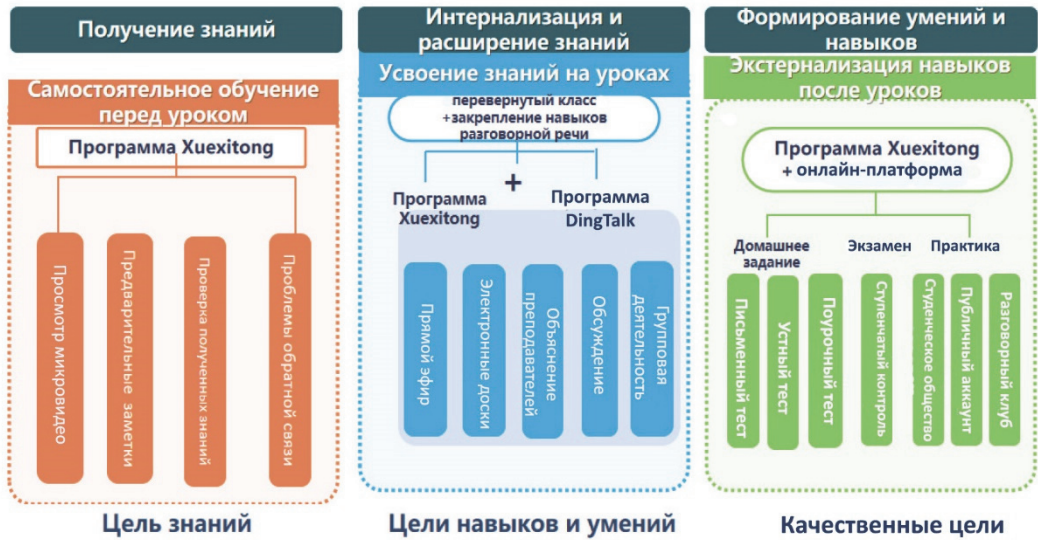 Получение знаний
Самостоятельное обучение
перед уроком
Программа Xuexitong
Просмотр микровидео
Предварительные
заметки
Проверка полученных знаний
Проблемы обратной связи
Цель знаний
Интернализация и
расширение знаний
Усвоение знаний на уроках
перевернутый класс
+закрепление навыков
разговорной речи
+
Программа
Xuexitong
Программа
DingTalk
Прямой эфир
Электронные доски
Объяснение
преподавателей
Обсуждение
Групповая
деятельность
Цели навыков и умений
Формирование умений и
навыков
Экстернализация навыков
после уроков
Программа Xuexitong
+ онлайн-платформа
Домашнее
задание
Экзамен
Практика
Письменный тест
Устный тест
Поурочный тест
Ступенчатый контроль
Студенческое общество
Публичный аккаунт
Разговорный клуб
Качественные цели